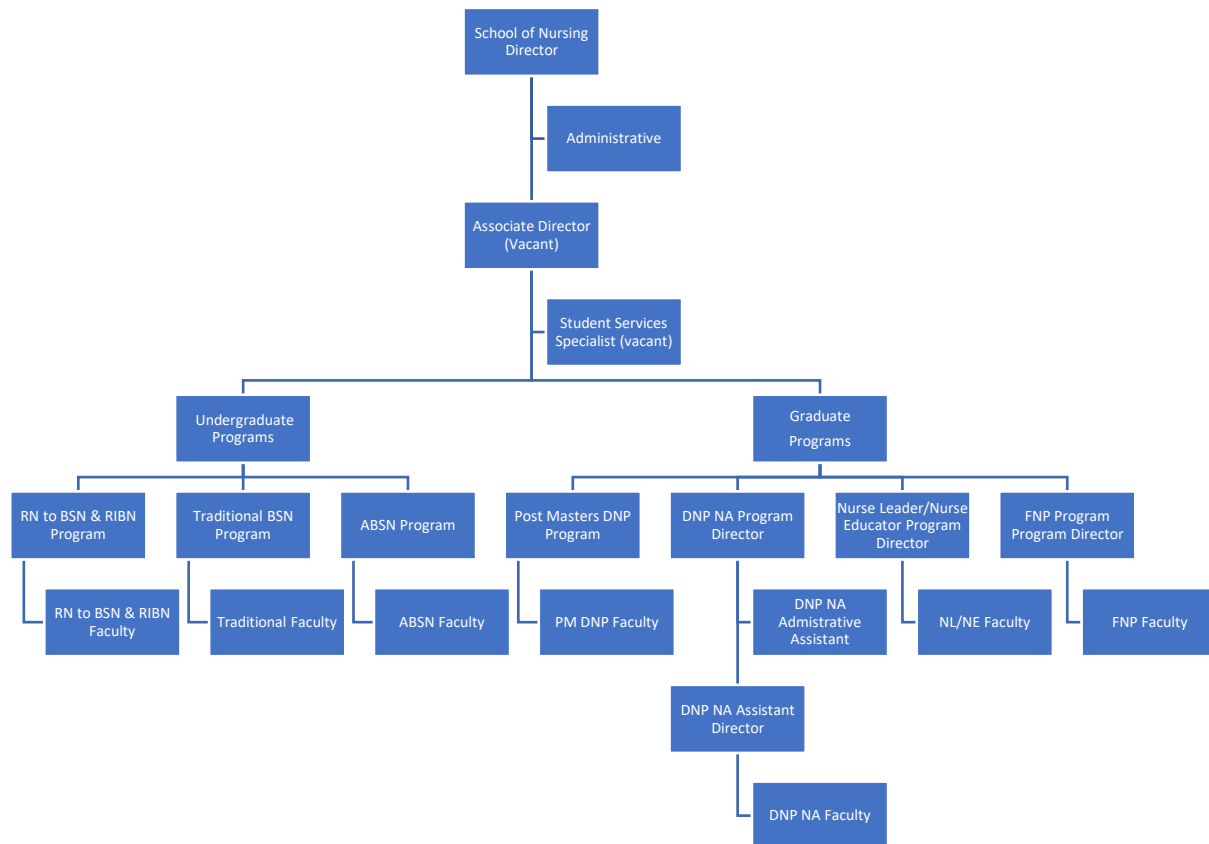 School of Nursing
Director
Administrative
Associate Director
(Vacant)
Student Services
Specialist (vacant)
Undergraduate
Programs
Graduate
Programs
RN to BSN & RIBN
Program
Traditional BSN
Program
ABSN Program
Post Masters DNP
Program
DNP NA Program
Director
Nurse Leader/Nurse
Educator Program
Director
FNP Program
Program Director
RN to BSN & RIBN
Faculty
Traditional Faculty
ABSN Faculty
PM DNP Faculty
DNP NA
Admistrative
Assistant
NL/NE Faculty
FNP Faculty
DNP NA Assistant
Director
DNP NA Faculty